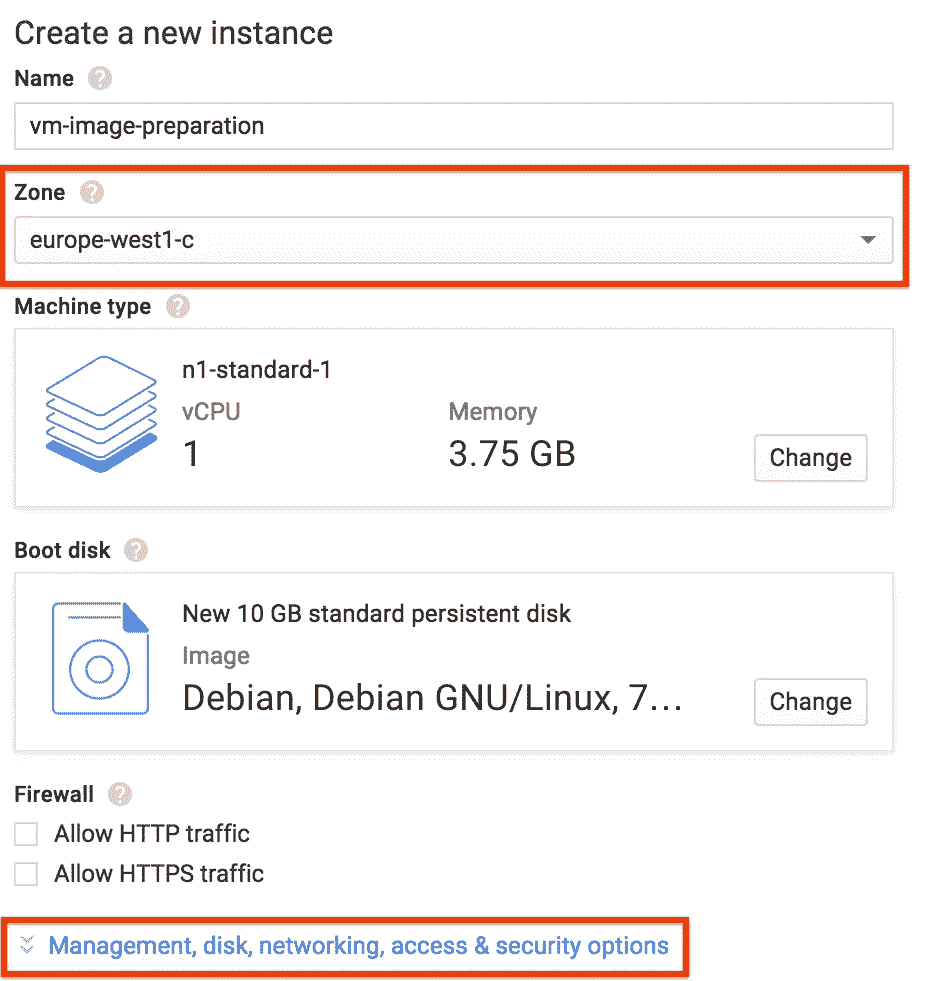 Create a new instance
Name ?
vm-image-preparation
Zone ?
europe-west1-c
Machine type ?
n1-standard-1
vCPU Memory
1 3.75 GB
Change
Boot disk ?
New 10 GB standard persistent disk
Image
Debian, Debian GNU/Linux, 7...
Change
Firewall ?
Allow HTTP traffic
Allow HTTPS traffic
Management, disk, networking, access & security options